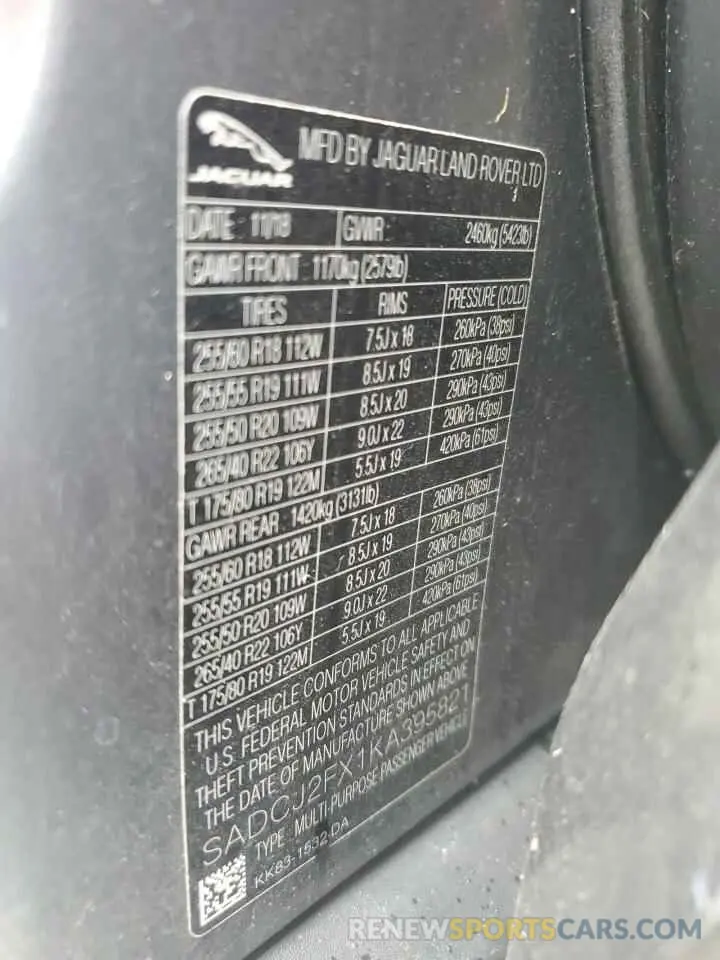 JAGUAR MFD BY JAGUAR LAND ROVER LTD
DATE: 11/18 GVWR: 2460kg (5423lb)
GAWR FRONT: 1170kg (2579lb)
TIRES RIMS PRESSURE (COLD)
255/60 R18 112W 7.5J x 18 260kPa (38psi)
255/55 R19 111W 8.5J x 19 270kPa (40psi)
255/50 R20 109W 8.5J x 20 290kPa (43psi)
265/40 R22 106Y 9.0J x 22 290kPa (43psi)
T 175/80 R19 122M 5.5J x 19 420kPa (61psi)
GAWR REAR: 1420kg (3131lb)
255/60 R18 112W 7.5J x 18 260kPa (38psi)
255/55 R19 111W 8.5J x 19 270kPa (40psi)
255/50 R20 109W 8.5J x 20 290kPa (43psi)
265/40 R22 106Y 9.0J x 22 290kPa (43psi)
T 175/80 R19 122M 5.5J x 19 420kPa (61psi)
THIS VEHICLE CONFORMS TO ALL APPLICABLE
U.S. FEDERAL MOTOR VEHICLE SAFETY AND
THEFT PREVENTION STANDARDS IN EFFECT ON
THE DATE OF MANUFACTURE SHOWN ABOVE
SADCJ2FX1KA395821
TYPE: MULTI-PURPOSE PASSENGER VEHICLE
KK83-1532-DA
RENEWSPORTSCARS.COM